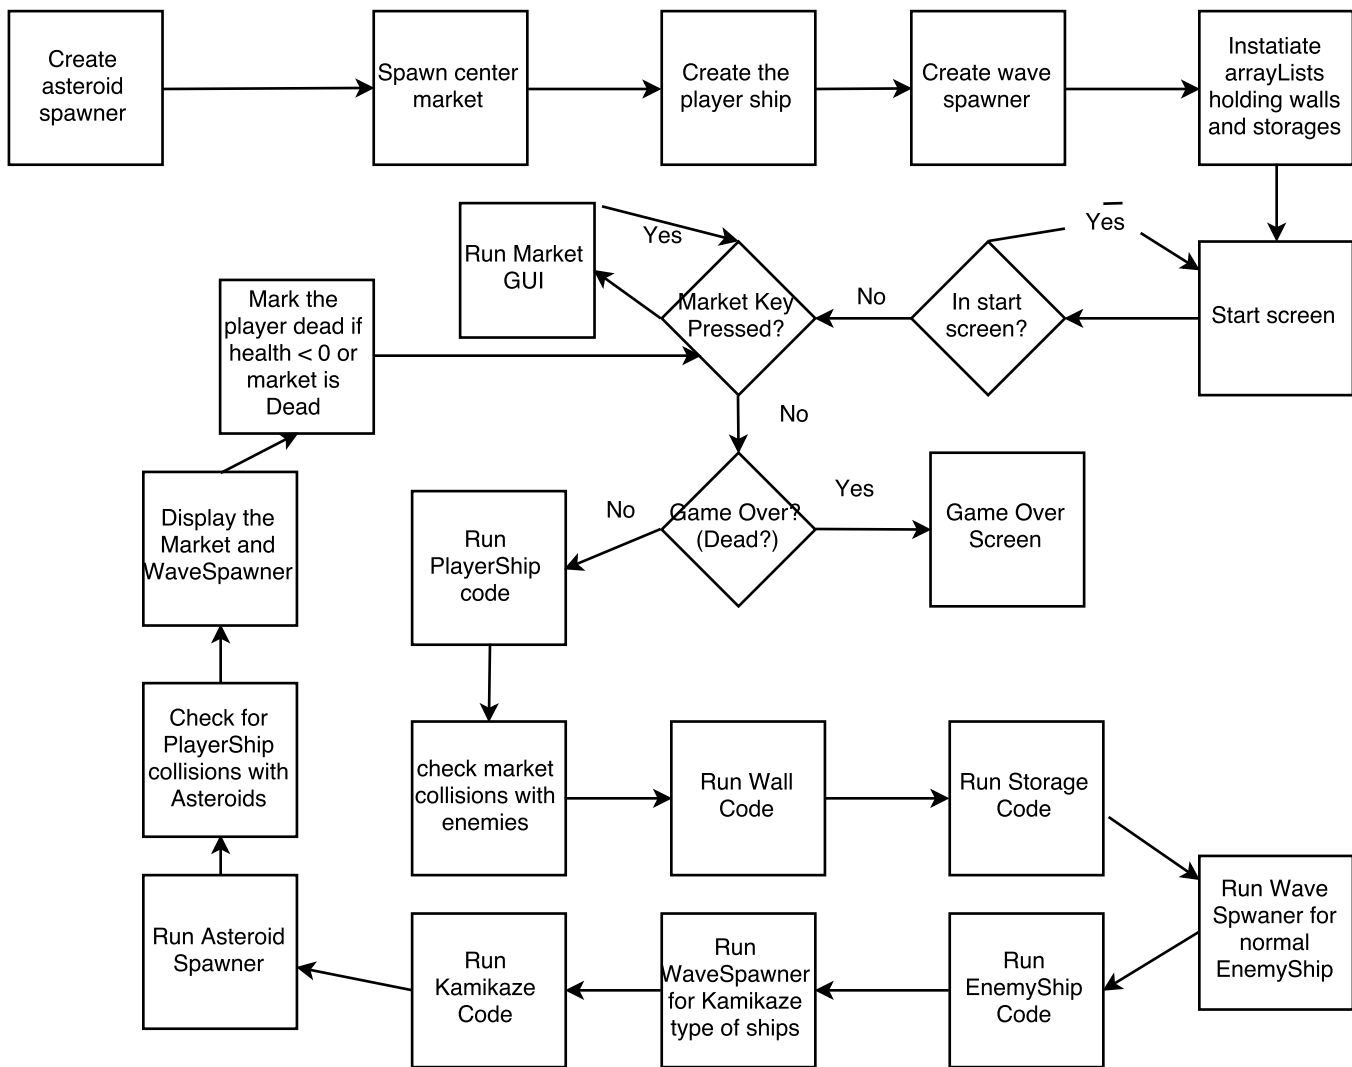 Create
asteroid
spawner
Spawn center
market
Create the
player ship
Create wave
spawner
Instatiate
arrayLists
holding walls
and storages
Run Market
GUI
Yes
Market Key
Pressed?
No
In start
screen?
Yes
Start screen
Mark the
player dead if
health < 0 or
market is
Dead
No
Display the
Market and
WaveSpawner
Run
PlayerShip
code
No
Game Over?
(Dead?)
Yes
Game Over
Screen
Check for
PlayerShip
collisions with
Asteroids
check market
collisions with
enemies
Run Wall
Code
Run Storage
Code
Run Wave
Spwaner for
normal
EnemyShip
Run Asteroid
Spawner
Run
Kamikaze
Code
Run
WaveSpawner
for Kamikaze
type of ships
Run
EnemyShip
Code